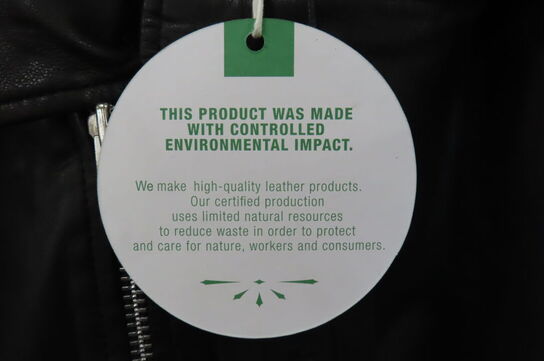 THIS PRODUCT WAS MADE
WITH CONTROLLED
ENVIRONMENTAL IMPACT.
We make high-quality leather products.
Our certified production
uses limited natural resources
to reduce waste in order to protect
and care for nature, workers and consumers.